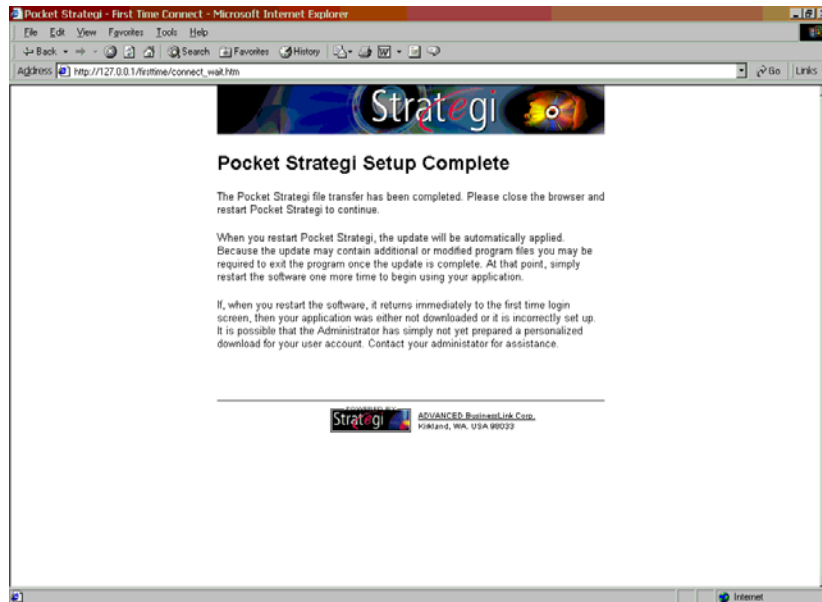 Pocket Strategi - First Time Connect - Microsoft Internet Explorer
File Edit View Favorites Tools Help
Back Search Favorites History
Address http://127.0.0.1/firsttime/connect_wait.htm Go Links
Strategi
Pocket Strategi Setup Complete
The Pocket Strategi file transfer has been completed. Please close the browser and
restart Pocket Strategi to continue.
When you restart Pocket Strategi, the update will be automatically applied.
Because the update may contain additional or modified program files you may be
required to exit the program once the update is complete. At that point, simply
restart the software one more time to begin using your application.
If, when you restart the software, it returns immediately to the first time login
screen, then your application was either not downloaded or it is incorrectly set up.
It is possible that the Administrator has simply not yet prepared a personalized
download for your user account. Contact your administator for assistance.
POWERED BY
Strategi
ADVANCED BusinessLink Corp.
Kirkland, WA. USA 98033
Internet